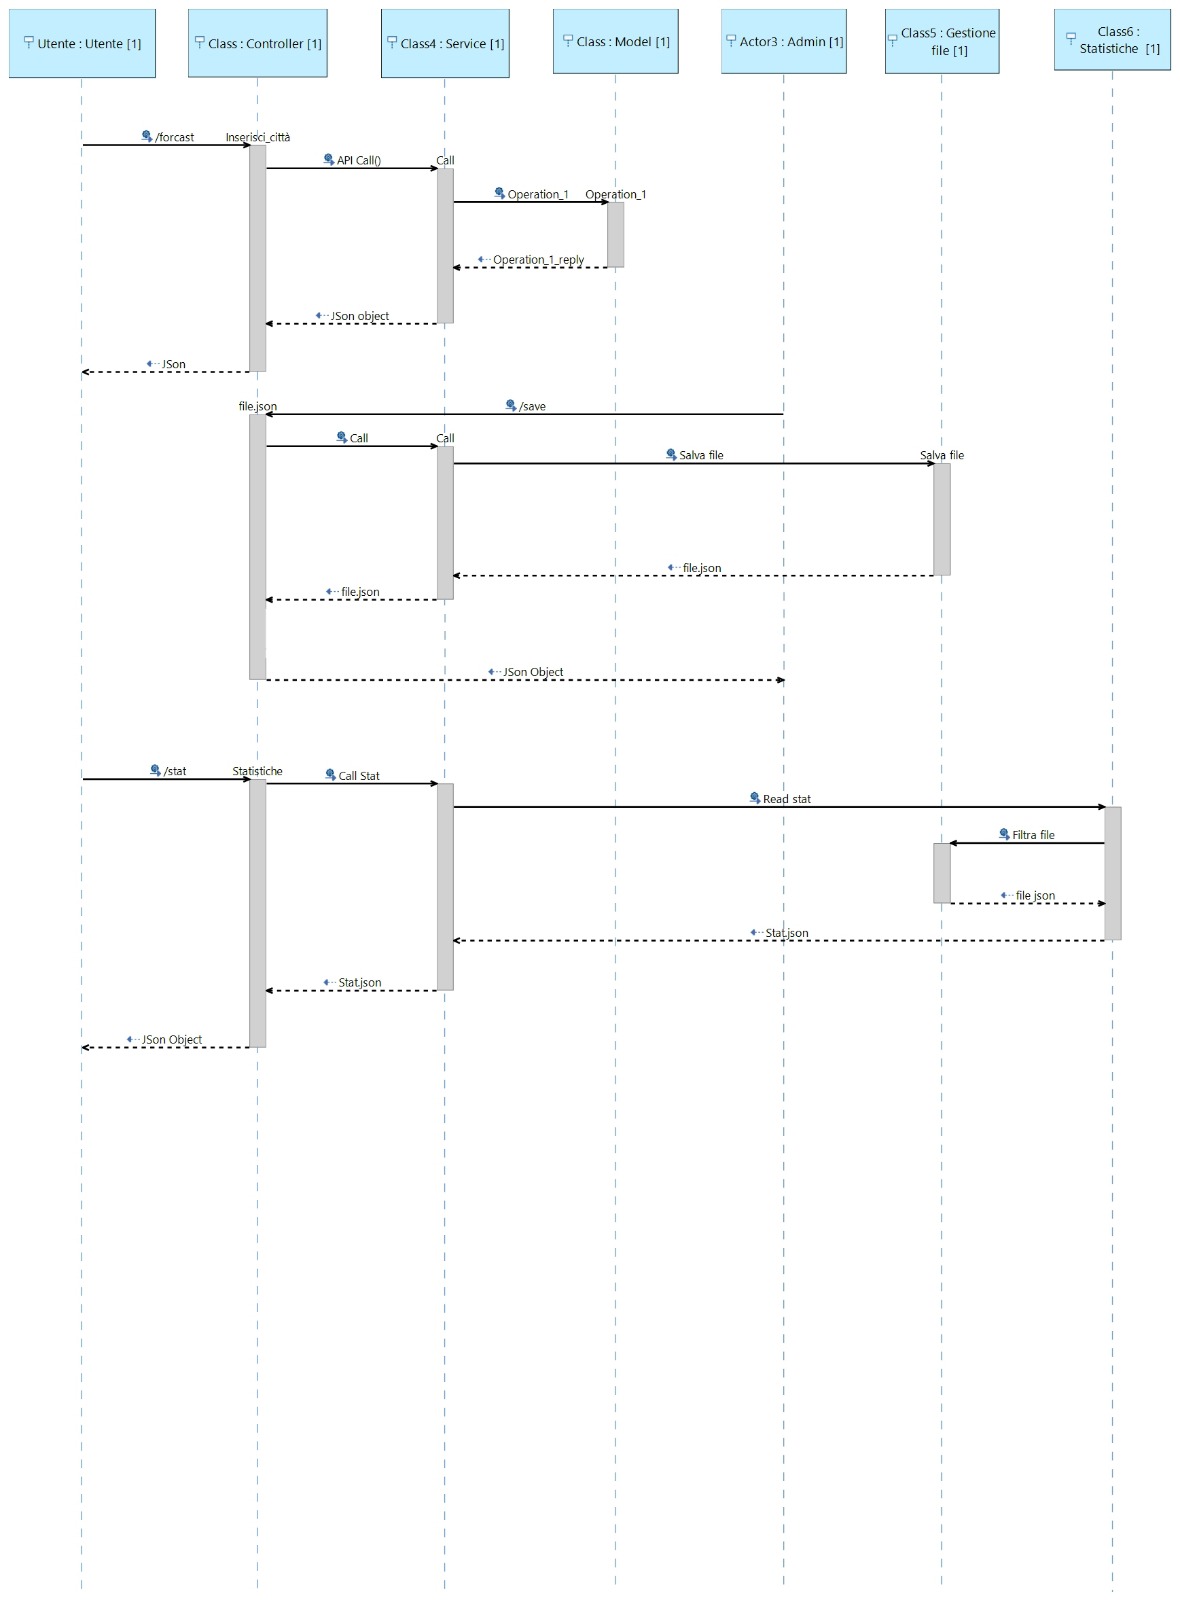 Utente : Utente [1]
Class : Controller [1]
Class4 : Service [1]
Class : Model [1]
Actor3 : Admin [1]
Class5 : Gestione
file [1]
Class6 :
Statistiche [1]
/forcast
Inserisci_città
API Call()
Call
Operation_1
Operation_1
Operation_1_reply
JSon object
JSon
file.json
/save
Call
Call
Salva file
Salva file
file.json
file.json
JSon Object
/stat
Statistiche
Call Stat
Read stat
Filtra file
file json
Stat.json
Stat.json
JSon Object